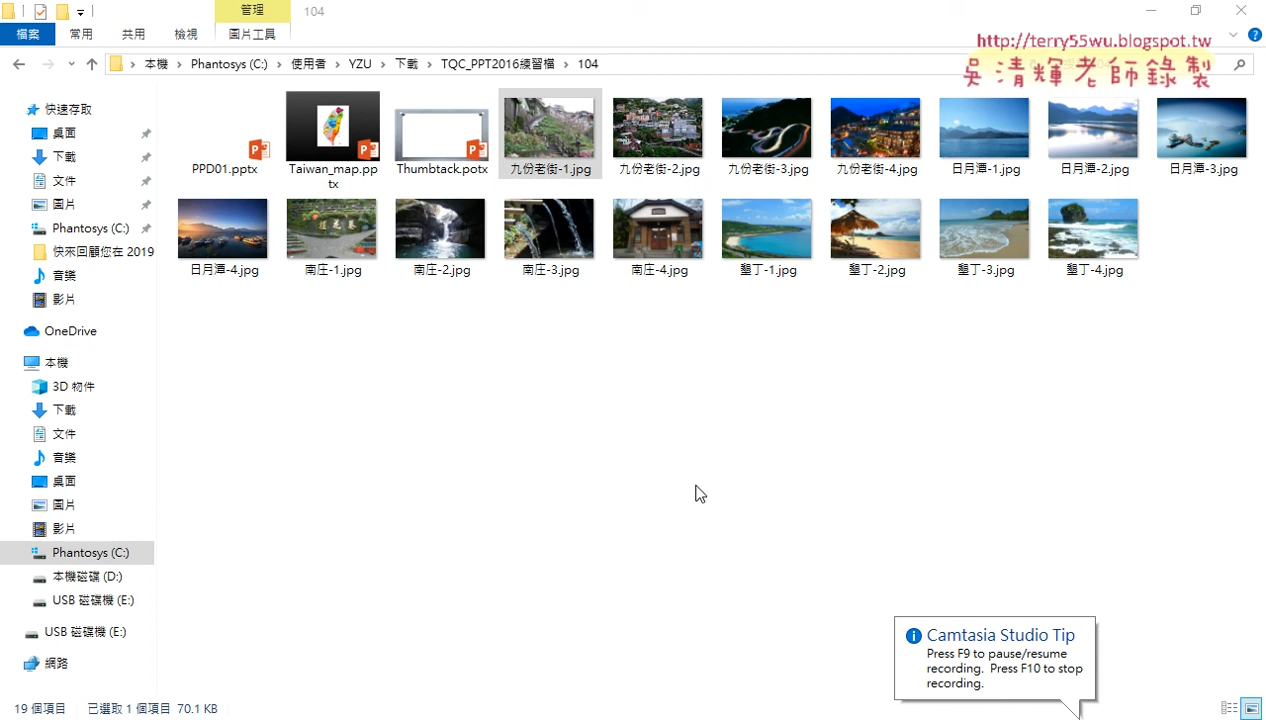 管理
104
檔案
常用
共用
檢視
圖片工具
http://terry55wu.blogspot.tw
吳清輝老師錄製
本機 > Phantosys (C:) > 使用者 > YZU > 下載 > TQC_PPT2016練習檔 > 104
快速存取
桌面
下載
文件
圖片
Phantosys (C:)
快來回顧您在 2019
音樂
影片
OneDrive
本機
3D 物件
下載
文件
音樂
桌面
圖片
影片
Phantosys (C:)
本機磁碟 (D:)
USB 磁碟機 (E:)
USB 磁碟機 (E:)
網路
PPD01.pptx
Taiwan_map.pp
tx
Thumbtack.potx
九份老街-1.jpg
九份老街-2.jpg
九份老街-3.jpg
九份老街-4.jpg
日月潭-1.jpg
日月潭-2.jpg
日月潭-3.jpg
日月潭-4.jpg
南庄-1.jpg
南庄-2.jpg
南庄-3.jpg
南庄-4.jpg
墾丁-1.jpg
墾丁-2.jpg
墾丁-3.jpg
墾丁-4.jpg
Camtasia Studio Tip
Press F9 to pause/resume
recording. Press F10 to stop
recording.
19 個項目
已選取 1 個項目 70.1 KB